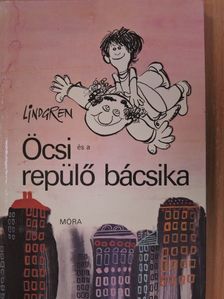 LINDGREN
Öcsi és a
repülő bácsika
MÓRA